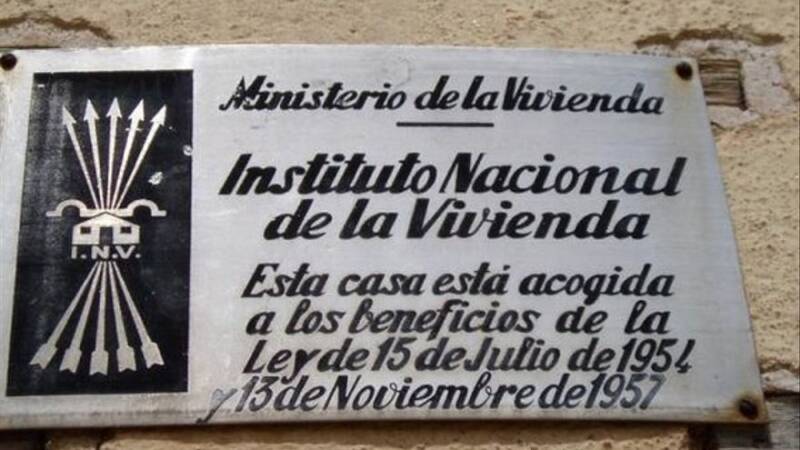 Ministerio de la Vivienda
Instituto Nacional
de la Vivienda
I.N.V.
Esta casa está acogida
a los beneficios de la
Ley de 15 de Julio de 1954
y 13 de Noviembre de 1957